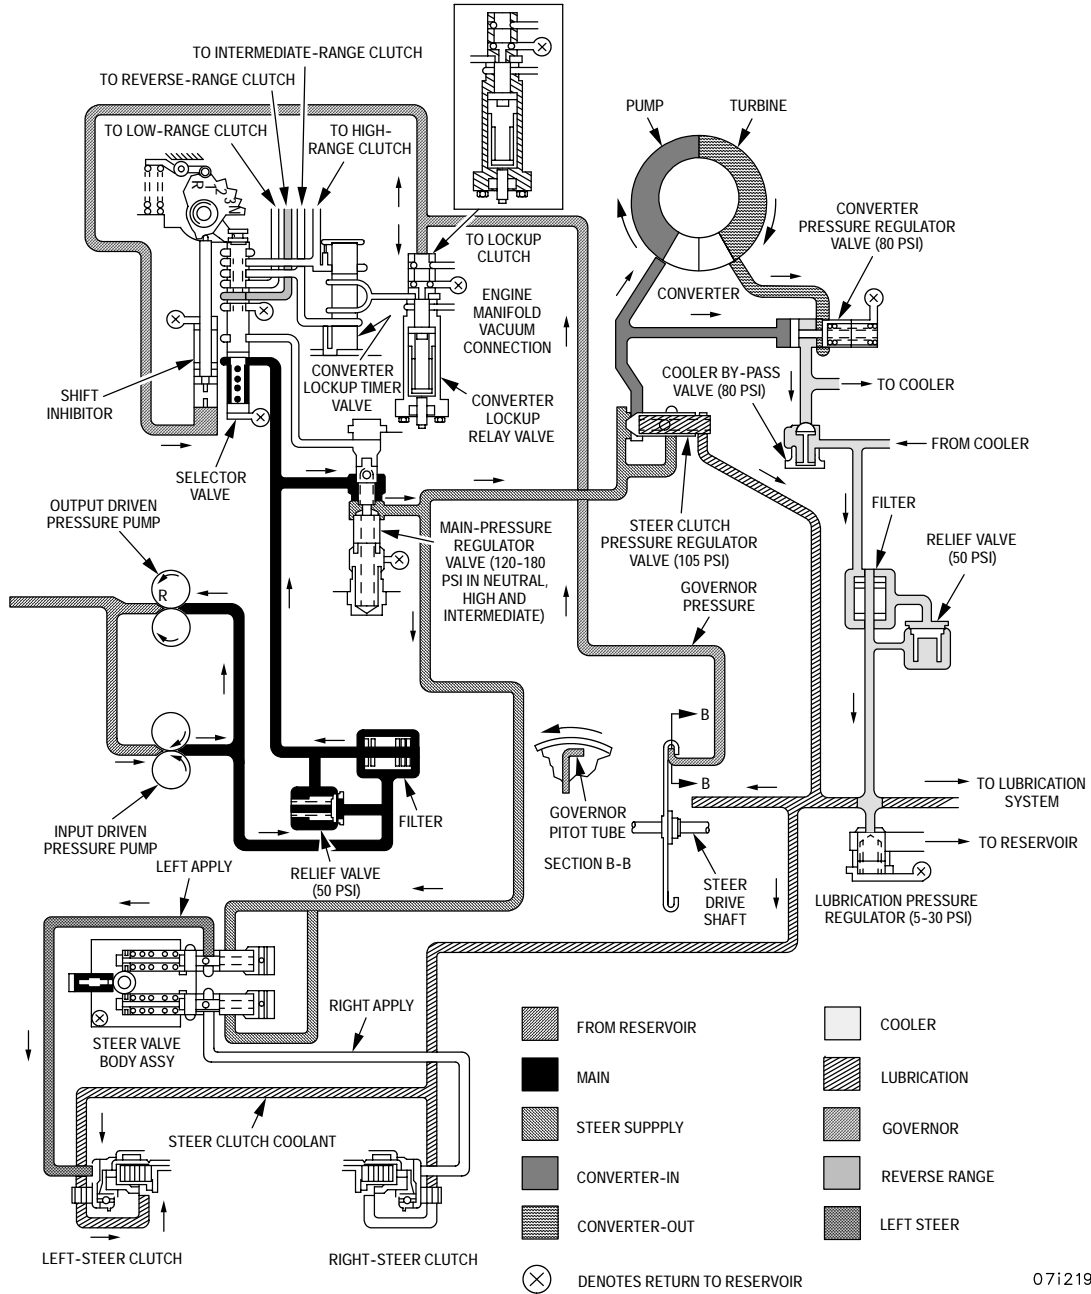 TO INTERMEDIATE-RANGE CLUTCH
TO REVERSE-RANGE CLUTCH
TO LOW-RANGE CLUTCH
TO HIGH-
RANGE CLUTCH
PUMP
TURBINE
CONVERTER
PRESSURE REGULATOR
VALVE (80 PSI)
TO LOCKUP
CLUTCH
ENGINE
MANIFOLD
VACUUM
CONNECTION
CONVERTER
R
1
2
3
N
SHIFT
INHIBITOR
CONVERTER
LOCKUP TIMER
VALVE
CONVERTER
LOCKUP
RELAY VALVE
COOLER BY-PASS
VALVE (80 PSI)
TO COOLER
FROM COOLER
SELECTOR
VALVE
OUTPUT DRIVEN
PRESSURE PUMP
MAIN-PRESSURE
REGULATOR
VALVE (120-180
PSI IN NEUTRAL,
HIGH AND
INTERMEDIATE)
STEER CLUTCH
PRESSURE REGULATOR
VALVE (105 PSI)
FILTER
RELIEF VALVE
(50 PSI)
GOVERNOR
PRESSURE
R
B
B
GOVERNOR
PITOT TUBE
SECTION B-B
STEER
DRIVE
SHAFT
TO LUBRICATION
SYSTEM
TO RESERVOIR
LUBRICATION PRESSURE
REGULATOR (5-30 PSI)
INPUT DRIVEN
PRESSURE PUMP
FILTER
RELIEF VALVE
(50 PSI)
LEFT APPLY
RIGHT APPLY
STEER VALVE
BODY ASSY
STEER CLUTCH COOLANT
LEFT-STEER CLUTCH
RIGHT-STEER CLUTCH
FROM RESERVOIR
MAIN
STEER SUPPPLY
CONVERTER-IN
CONVERTER-OUT
DENOTES RETURN TO RESERVOIR
COOLER
LUBRICATION
GOVERNOR
REVERSE RANGE
LEFT STEER
07i219